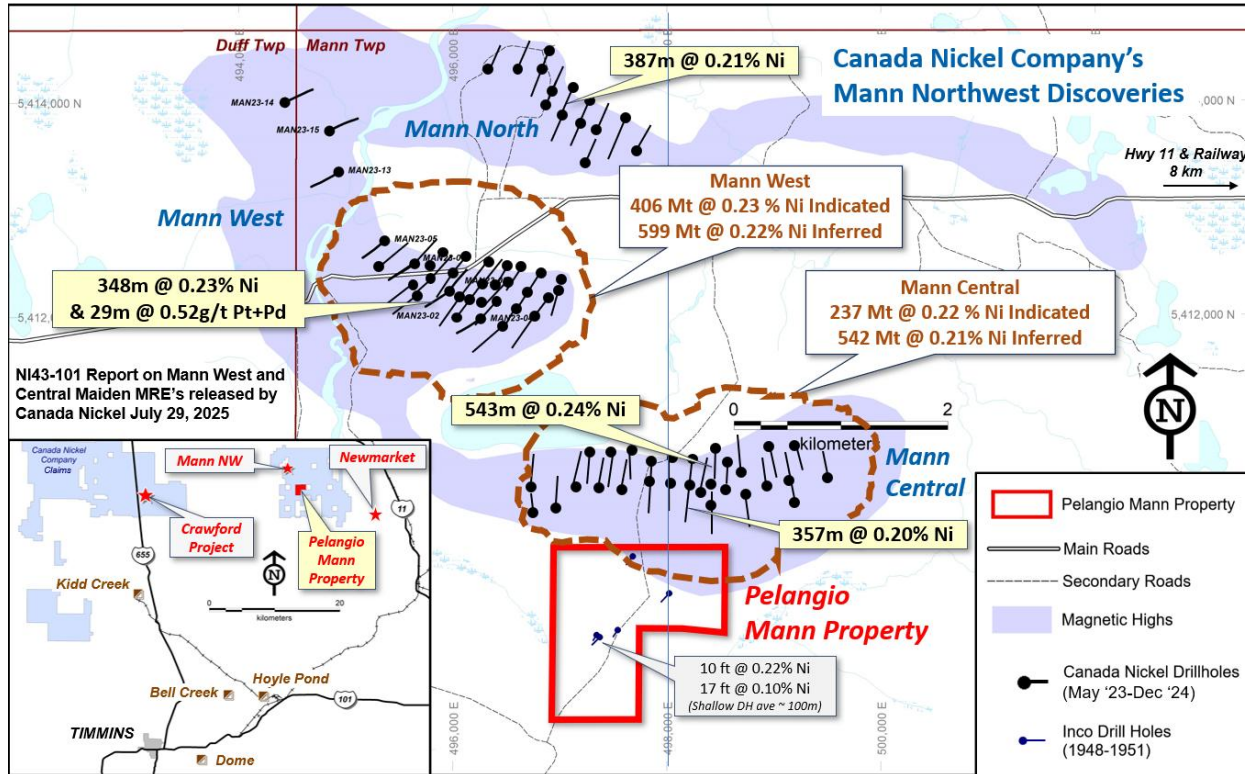 Duff Twp
Mann Twp
494,000 E
496,000 E
498,000 E
387m @ 0.21% Ni
Canada Nickel Company's
Mann Northwest Discoveries
5,414,000 N
MAN23-14
MAN23-15
MAN23-13
Mann North
Hwy 11 & Railway
8 km
Mann West
Mann West
406 Mt @ 0.23 % Ni Indicated
599 Mt @ 0.22% Ni Inferred
MAN23-05
348m @ 0.23% Ni
& 29m @ 0.52g/t Pt+Pd
MAN23-02
Mann Central
237 Mt @ 0.22 % Ni Indicated
542 Mt @ 0.21% Ni Inferred
5,412,000 N
5,412,000 N
NI43-101 Report on Mann West and
Central Maiden MRE's released by
Canada Nickel July 29, 2025
543m @ 0.24% Ni
0 2
kilometers
N
Mann
Central
357m @ 0.20% Ni
Pelangio
Mann Property
10 ft @ 0.22% Ni
17 ft @ 0.10% Ni
(Shallow DH ave ~ 100m)
496,000 E
498,000 E
500,000 E
Canada Nickel
Company
Claims
Mann NW
Newmarket
Crawford
Project
Pelangio
Mann
Property
11
655
N
0 20
kilometers
Kidd Creek
Bell Creek
Hoyle Pond
101
TIMMINS
Dome
Pelangio Mann Property
Main Roads
Secondary Roads
Magnetic Highs
Canada Nickel Drillholes
(May '23-Dec '24)
Inco Drill Holes
(1948-1951)